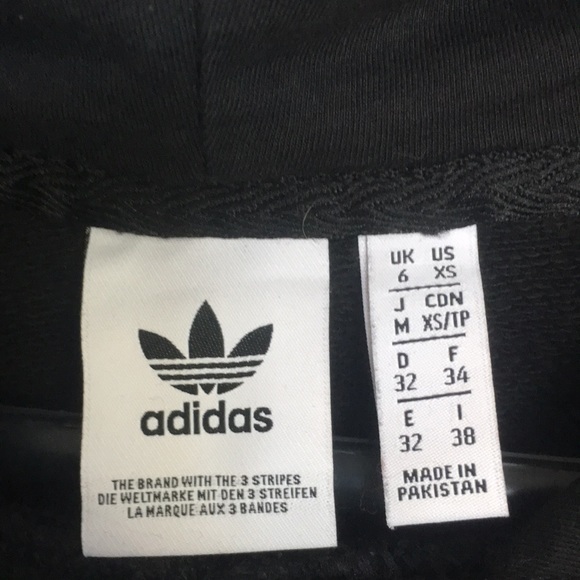 adidas
THE BRAND WITH THE 3 STRIPES
DIE WELTMARKE MIT DEN 3 STREIFEN
LA MARQUE AUX 3 BANDES
UK US
6 XS
J CDN
M XS/TP
D F
32 34
E I
32 38
MADE IN
PAKISTAN